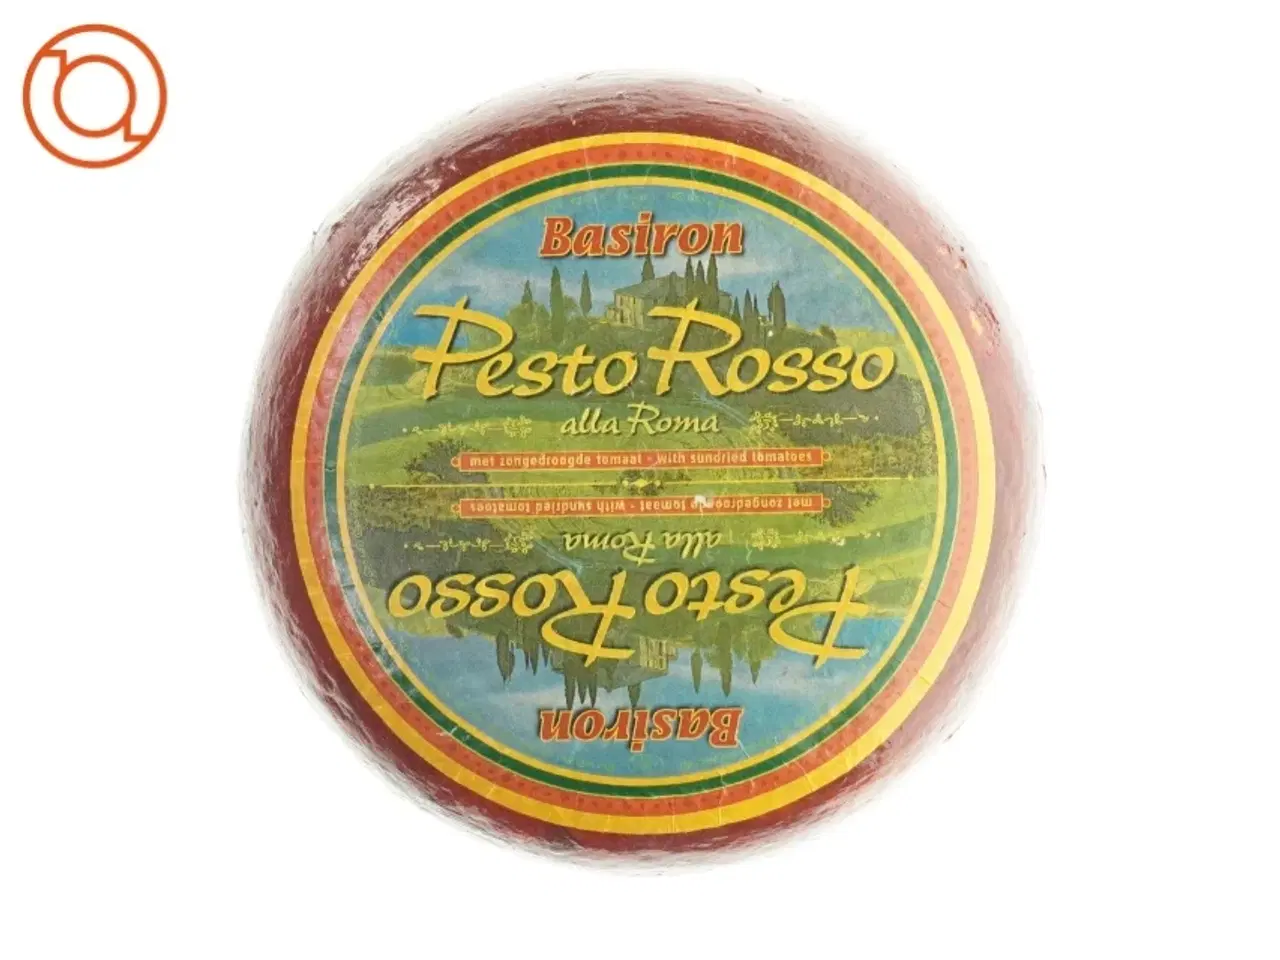 Basiron
Pesto Rosso
alla Roma
met zongedroogde tomaat - with sundried tomatoes
met zongedroogde tomaat - with sundried tomatoes
alla Roma
Pesto Rosso
Basiron